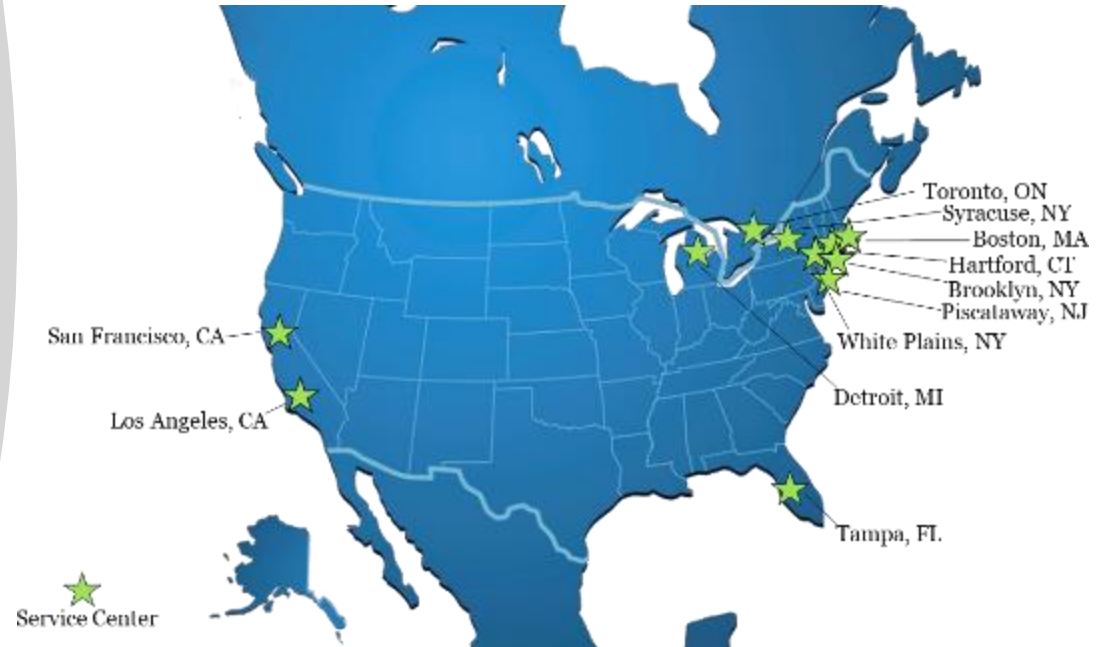 Toronto, ON
Syracuse, NY
Boston, MA
Hartford, CT
Brooklyn, NY
Piscataway, NJ
White Plains, NY
San Francisco, CA
Detroit, MI
Los Angeles, CA
Tampa, FL
Service Center